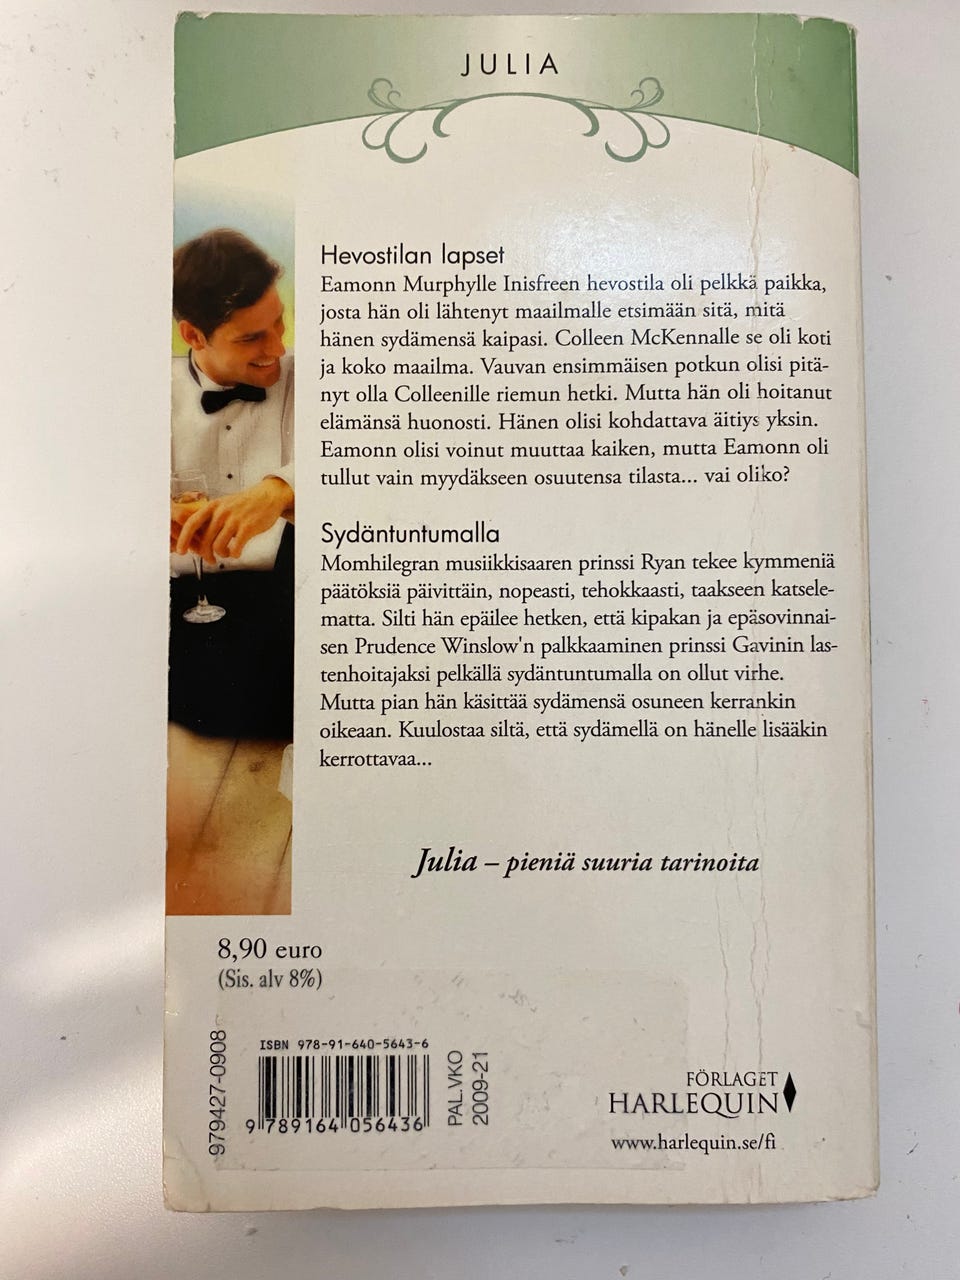 JULIA
Hevostilan lapset
Eamonn Murphylle Inisfreen hevostila oli pelkkä paikka,
josta hän oli lähtenyt maailmalle etsimään sitä, mitä
hänen sydämensä kaipasi. Colleen McKennalle se oli koti
ja koko maailma. Vauvan ensimmäisen potkun olisi pitä-
nyt olla Colleenille riemun hetki. Mutta hän oli hoitanut
elämänsä huonosti. Hänen olisi kohdattava äitiys yksin.
Eamonn olisi voinut muuttaa kaiken, mutta Eamonn oli
tullut vain myydäkseen osuutensa tilasta... vai oliko?
Sydäntuntumalla
Momhilegran musiikkisaaren prinssi Ryan tekee kymmeniä
päätöksiä päivittäin, nopeasti, tehokkaasti, taakseen katsele-
matta. Silti hän epäilee hetken, että kipakan ja epäsovinnai-
sen Prudence Winslow'n palkkaaminen prinssi Gavinin las-
tenhoitajaksi pelkällä sydäntuntumalla on ollut virhe.
Mutta pian hän käsittää sydämensä osuneen kerrankin
oikeaan. Kuulostaa siltä, että sydämellä on hänelle lisääkin
kerrottavaa...
Julia – pieniä suuria tarinoita
8,90 euro
(Sis. alv 8%)
979427-0908
ISBN 978-91-640-5643-6
9 789164 056436
PAL.VKO
2009-21
FÖRLAGET
HARLEQUIN
www.harlequin.se/fi